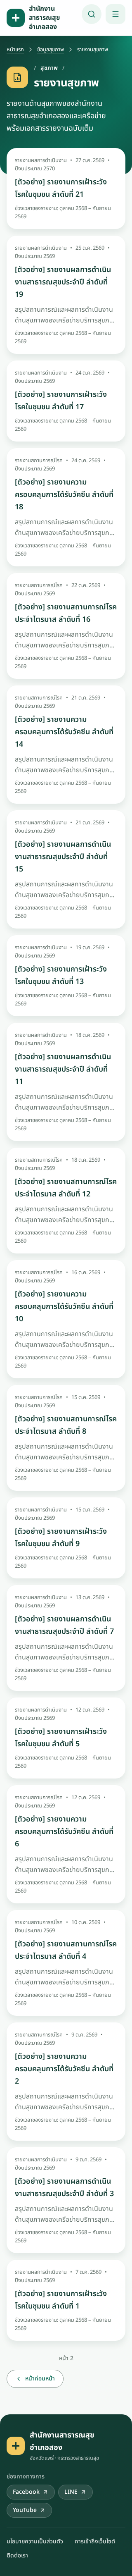 สำนักงาน
สาธารณสุข
อำเภอสอง
หน้าแรก > ข้อมูลสุขภาพ > รายงานสุขภาพ
/ สุขภาพ /
รายงานสุขภาพ
รายงานด้านสุขภาพของอำเภอสองและเครือข่าย
พร้อมเอกสารรายงานฉบับเต็ม
รายงานผลการดำเนินงาน • 27 ต.ค. 2569 •
ปีงบประมาณ 2570
[ตัวอย่าง] รายงานการเฝ้าระวัง
โรคในชุมชน ลำดับที่ 21
ช่วงเวลาของรายงาน: ตุลาคม 2568 – กันยายน
2569
รายงานผลการดำเนินงาน • 25 ต.ค. 2569 •
ปีงบประมาณ 2569
[ตัวอย่าง] รายงานผลการดำเนิน
งานสาธารณสุขประจำปี ลำดับที่
19
สรุปสถานการณ์และผลการดำเนินงาน
ด้านสุขภาพของเครือข่ายบริการสุขภ...
ช่วงเวลาของรายงาน: ตุลาคม 2568 – กันยายน
2569
รายงานผลการดำเนินงาน • 24 ต.ค. 2569 •
ปีงบประมาณ 2569
[ตัวอย่าง] รายงานการเฝ้าระวัง
โรคในชุมชน ลำดับที่ 17
ช่วงเวลาของรายงาน: ตุลาคม 2568 – กันยายน
2569
รายงานสถานการณ์โรค • 24 ต.ค. 2569 •
ปีงบประมาณ 2569
[ตัวอย่าง] รายงานความ
ครอบคลุมการได้รับวัคซีน ลำดับที่
18
สรุปสถานการณ์และผลการดำเนินงาน
ด้านสุขภาพของเครือข่ายบริการสุขภ...
ช่วงเวลาของรายงาน: ตุลาคม 2568 – กันยายน
2569
รายงานสถานการณ์โรค • 22 ต.ค. 2569 •
ปีงบประมาณ 2569
[ตัวอย่าง] รายงานสถานการณ์โรค
ประจำไตรมาส ลำดับที่ 16
สรุปสถานการณ์และผลการดำเนินงาน
ด้านสุขภาพของเครือข่ายบริการสุขภ...
ช่วงเวลาของรายงาน: ตุลาคม 2568 – กันยายน
2569
รายงานสถานการณ์โรค • 21 ต.ค. 2569 •
ปีงบประมาณ 2569
[ตัวอย่าง] รายงานความ
ครอบคลุมการได้รับวัคซีน ลำดับที่
14
สรุปสถานการณ์และผลการดำเนินงาน
ด้านสุขภาพของเครือข่ายบริการสุขภ...
ช่วงเวลาของรายงาน: ตุลาคม 2568 – กันยายน
2569
รายงานผลการดำเนินงาน • 21 ต.ค. 2569 •
ปีงบประมาณ 2569
[ตัวอย่าง] รายงานผลการดำเนิน
งานสาธารณสุขประจำปี ลำดับที่
15
สรุปสถานการณ์และผลการดำเนินงาน
ด้านสุขภาพของเครือข่ายบริการสุขภ...
ช่วงเวลาของรายงาน: ตุลาคม 2568 – กันยายน
2569
รายงานผลการดำเนินงาน • 19 ต.ค. 2569 •
ปีงบประมาณ 2569
[ตัวอย่าง] รายงานการเฝ้าระวัง
โรคในชุมชน ลำดับที่ 13
ช่วงเวลาของรายงาน: ตุลาคม 2568 – กันยายน
2569
รายงานผลการดำเนินงาน • 18 ต.ค. 2569 •
ปีงบประมาณ 2569
[ตัวอย่าง] รายงานผลการดำเนิน
งานสาธารณสุขประจำปี ลำดับที่
11
สรุปสถานการณ์และผลการดำเนินงาน
ด้านสุขภาพของเครือข่ายบริการสุขภ...
ช่วงเวลาของรายงาน: ตุลาคม 2568 – กันยายน
2569
รายงานสถานการณ์โรค • 18 ต.ค. 2569 •
ปีงบประมาณ 2569
[ตัวอย่าง] รายงานสถานการณ์โรค
ประจำไตรมาส ลำดับที่ 12
สรุปสถานการณ์และผลการดำเนินงาน
ด้านสุขภาพของเครือข่ายบริการสุขภ...
ช่วงเวลาของรายงาน: ตุลาคม 2568 – กันยายน
2569
รายงานสถานการณ์โรค • 16 ต.ค. 2569 •
ปีงบประมาณ 2569
[ตัวอย่าง] รายงานความ
ครอบคลุมการได้รับวัคซีน ลำดับที่
10
สรุปสถานการณ์และผลการดำเนินงาน
ด้านสุขภาพของเครือข่ายบริการสุขภ...
ช่วงเวลาของรายงาน: ตุลาคม 2568 – กันยายน
2569
รายงานสถานการณ์โรค • 15 ต.ค. 2569 •
ปีงบประมาณ 2569
[ตัวอย่าง] รายงานสถานการณ์โรค
ประจำไตรมาส ลำดับที่ 8
สรุปสถานการณ์และผลการดำเนินงาน
ด้านสุขภาพของเครือข่ายบริการสุขภ...
ช่วงเวลาของรายงาน: ตุลาคม 2568 – กันยายน
2569
รายงานผลการดำเนินงาน • 15 ต.ค. 2569 •
ปีงบประมาณ 2569
[ตัวอย่าง] รายงานการเฝ้าระวัง
โรคในชุมชน ลำดับที่ 9
ช่วงเวลาของรายงาน: ตุลาคม 2568 – กันยายน
2569
รายงานผลการดำเนินงาน • 13 ต.ค. 2569 •
ปีงบประมาณ 2569
[ตัวอย่าง] รายงานผลการดำเนิน
งานสาธารณสุขประจำปี ลำดับที่ 7
สรุปสถานการณ์และผลการดำเนินงาน
ด้านสุขภาพของเครือข่ายบริการสุขภ...
ช่วงเวลาของรายงาน: ตุลาคม 2568 – กันยายน
2569
รายงานผลการดำเนินงาน • 12 ต.ค. 2569 •
ปีงบประมาณ 2569
[ตัวอย่าง] รายงานการเฝ้าระวัง
โรคในชุมชน ลำดับที่ 5
ช่วงเวลาของรายงาน: ตุลาคม 2568 – กันยายน
2569
รายงานสถานการณ์โรค • 12 ต.ค. 2569 •
ปีงบประมาณ 2569
[ตัวอย่าง] รายงานความ
ครอบคลุมการได้รับวัคซีน ลำดับที่
6
สรุปสถานการณ์และผลการดำเนินงาน
ด้านสุขภาพของเครือข่ายบริการสุขภ...
ช่วงเวลาของรายงาน: ตุลาคม 2568 – กันยายน
2569
รายงานสถานการณ์โรค • 10 ต.ค. 2569 •
ปีงบประมาณ 2569
[ตัวอย่าง] รายงานสถานการณ์โรค
ประจำไตรมาส ลำดับที่ 4
สรุปสถานการณ์และผลการดำเนินงาน
ด้านสุขภาพของเครือข่ายบริการสุขภ...
ช่วงเวลาของรายงาน: ตุลาคม 2568 – กันยายน
2569
รายงานสถานการณ์โรค • 9 ต.ค. 2569 •
ปีงบประมาณ 2569
[ตัวอย่าง] รายงานความ
ครอบคลุมการได้รับวัคซีน ลำดับที่
2
สรุปสถานการณ์และผลการดำเนินงาน
ด้านสุขภาพของเครือข่ายบริการสุขภ...
ช่วงเวลาของรายงาน: ตุลาคม 2568 – กันยายน
2569
รายงานผลการดำเนินงาน • 9 ต.ค. 2569 •
ปีงบประมาณ 2569
[ตัวอย่าง] รายงานผลการดำเนิน
งานสาธารณสุขประจำปี ลำดับที่ 3
สรุปสถานการณ์และผลการดำเนินงาน
ด้านสุขภาพของเครือข่ายบริการสุขภ...
ช่วงเวลาของรายงาน: ตุลาคม 2568 – กันยายน
2569
รายงานผลการดำเนินงาน • 7 ต.ค. 2569 •
ปีงบประมาณ 2569
[ตัวอย่าง] รายงานการเฝ้าระวัง
โรคในชุมชน ลำดับที่ 1
ช่วงเวลาของรายงาน: ตุลาคม 2568 – กันยายน
2569
หน้า 2
หน้าก่อนหน้า
สำนักงานสาธารณสุข
อำเภอสอง
จังหวัดแพร่ · กระทรวงสาธารณสุข
ช่องทางทางการ
Facebook
LINE
YouTube
นโยบายความเป็นส่วนตัว การเข้าถึงเว็บไซต์
ติดต่อเรา